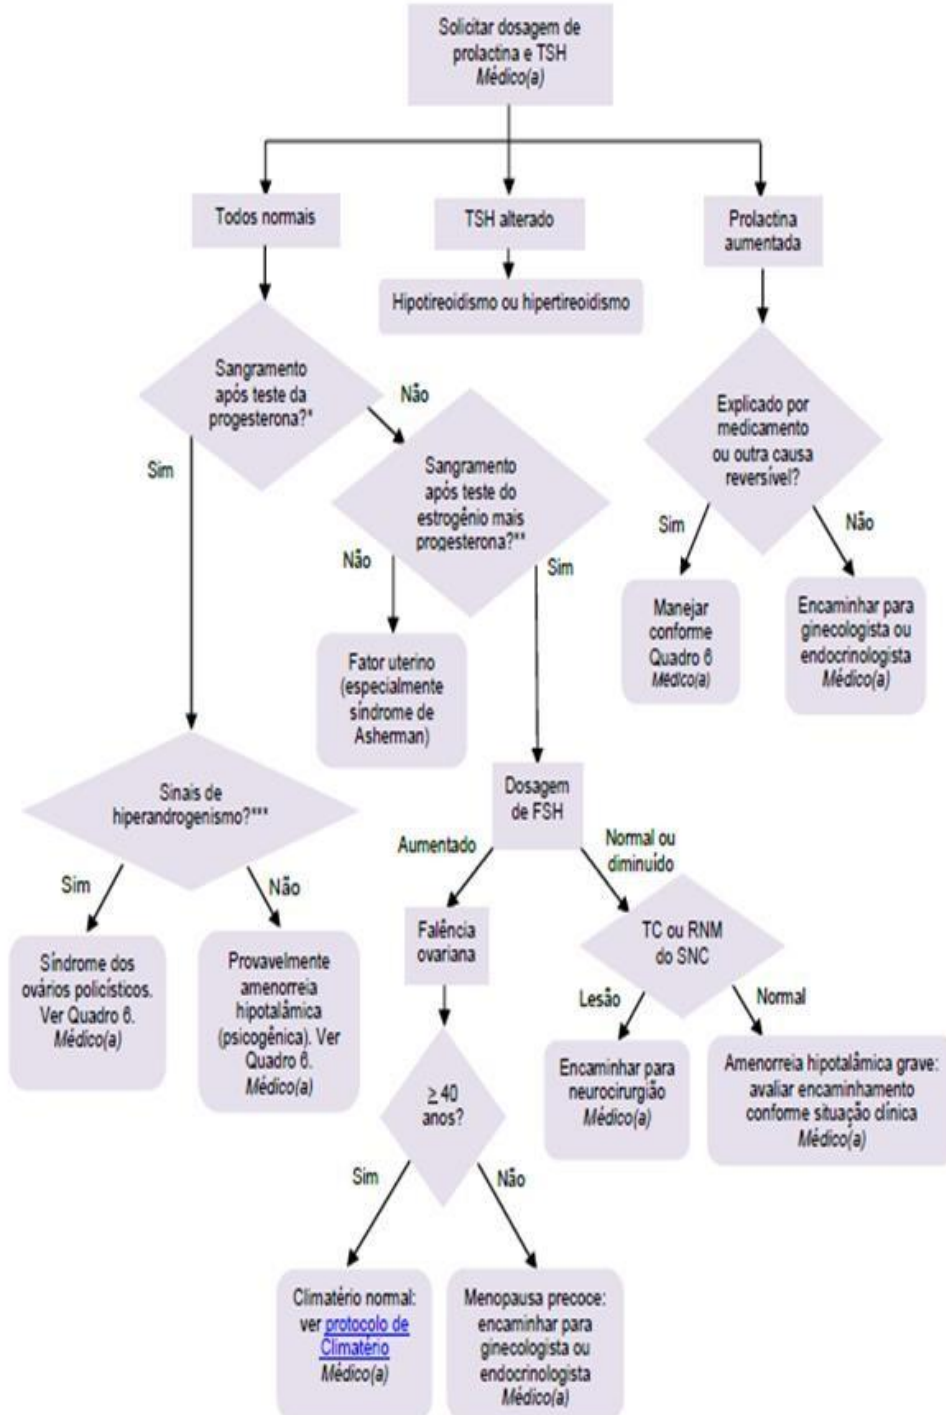 Solicitar dosagem de
prolactina e TSH
Médico(a)
Todos normais
TSH alterado
Prolactina
aumentada
Hipotireoidismo ou hipertireoidismo
Sangramento
após teste da
progesterona?*
Não
Sim
Sangramento
após teste do
estrogênio mais
progesterona?**
Não
Sim
Explicado por
medicamento
ou outra causa
reversível?
Sim
Não
Manejar
conforme
Quadro 6
Médico(a)
Encaminhar para
ginecologista ou
endocrinologista
Médico(a)
Fator uterino
(especialmente
síndrome de
Asherman)
Sinais de
hiperandrogenismo?***
Sim
Não
Síndrome dos
ovários policísticos.
Ver Quadro 6.
Médico(a)
Provavelmente
amenorreia
hipotalâmica
(psicogênica). Ver
Quadro 6.
Médico(a)
Dosagem
de FSH
Aumentado
Normal ou
diminuído
Falência
ovariana
TC ou RNM
do SNC
Lesão
Normal
Encaminhar para
neurocirurgião
Médico(a)
Amenorreia hipotalâmica grave:
avaliar encaminhamento
conforme situação clínica
Médico(a)
≥ 40
anos?
Sim
Não
Climatério normal:
ver protocolo de
Climatério
Médico(a)
Menopausa precoce:
encaminhar para
ginecologista ou
endocrinologista
Médico(a)